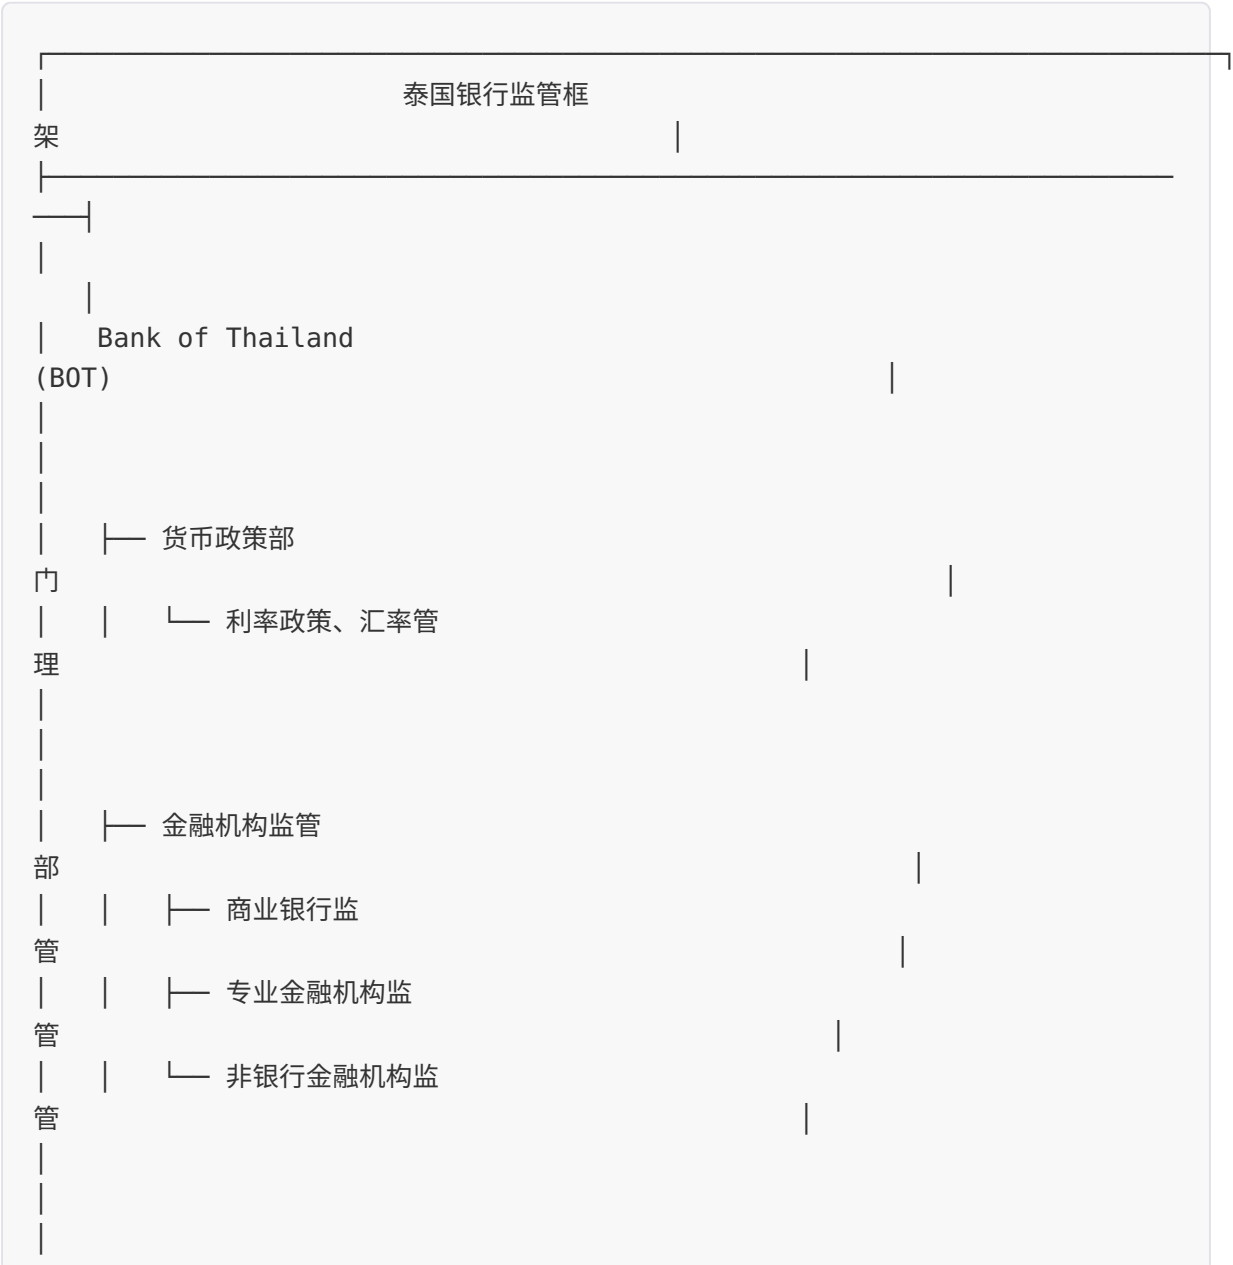 泰国银行监管框
架
Bank of Thailand
(BOT)
├── 货币政策部
门
│ └── 利率政策、汇率管
理
├── 金融机构监管
部
│ ├── 商业银行监
管
│ ├── 专业金融机构监
管
│ └── 非银行金融机构监
管